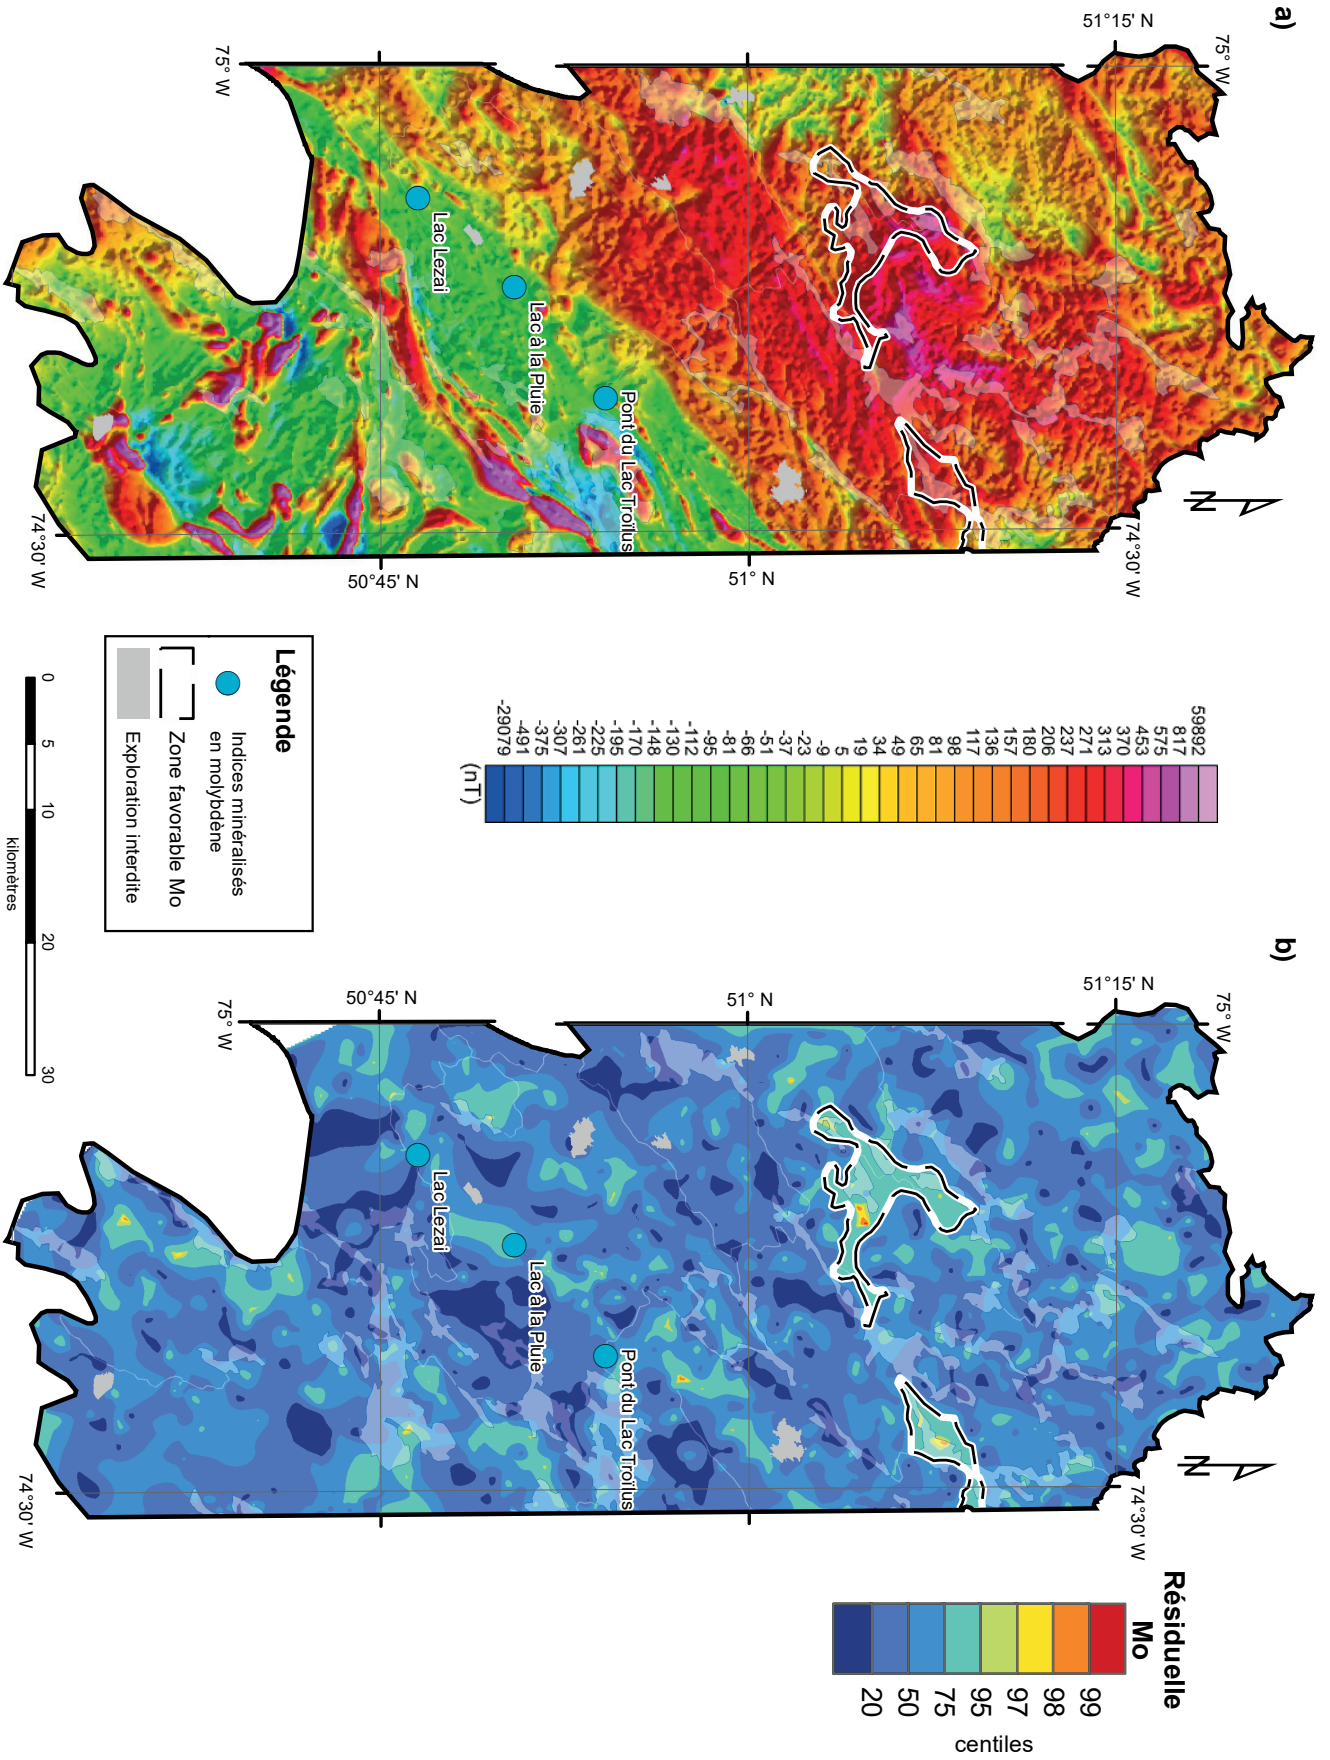 a)
51°15' N
75° W
75° W
Lac Lezai
Lac à la Pluie
Pont du Lac Troïlus
N
74°30' W
74°30' W
50°45' N
51° N
Légende
Indices minéralisés
en molybdène
Zone favorable Mo
Exploration interdite
0
5
10
20
30
kilomètres
59892
817
575
453
370
313
271
237
206
180
157
136
117
98
81
65
49
34
19
5
-9
-23
-37
-51
-66
-81
-95
-112
-130
-148
-170
-195
-225
-261
-307
-375
-491
-29079
(nT)
b)
51°15' N
51° N
50°45' N
75° W
75° W
Lac Lezai
Lac à la Pluie
Pont du Lac Troïlus
N
74°30' W
74°30' W
Résiduelle
Mo
99
98
97
95
75
50
20
centiles